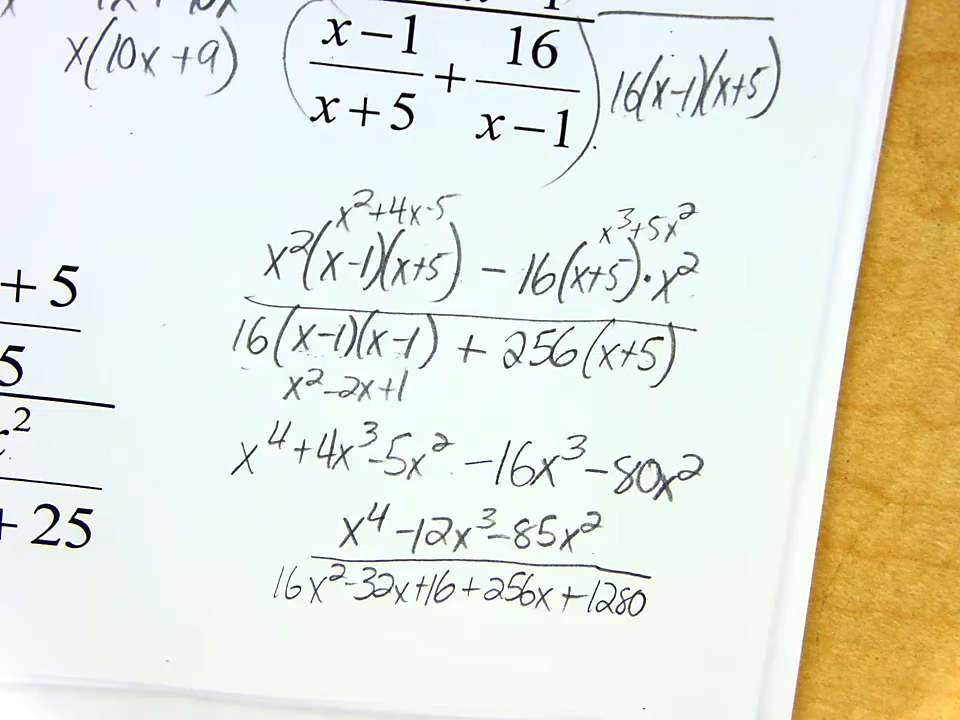 x(10x+9)
(x-1)/(x+5) + 16/(x-1)
16(x-1)(x+5)
x²+4x-5
x³+5x²
x²(x-1)(x+5) - 16(x+5)·x²
16(x-1)(x-1) + 256(x+5)
x²-2x+1
x⁴+4x³-5x² -16x³-80x²
x⁴-12x³-85x²
16x²-32x+16+256x+1280
+ 5
5
2
+ 25